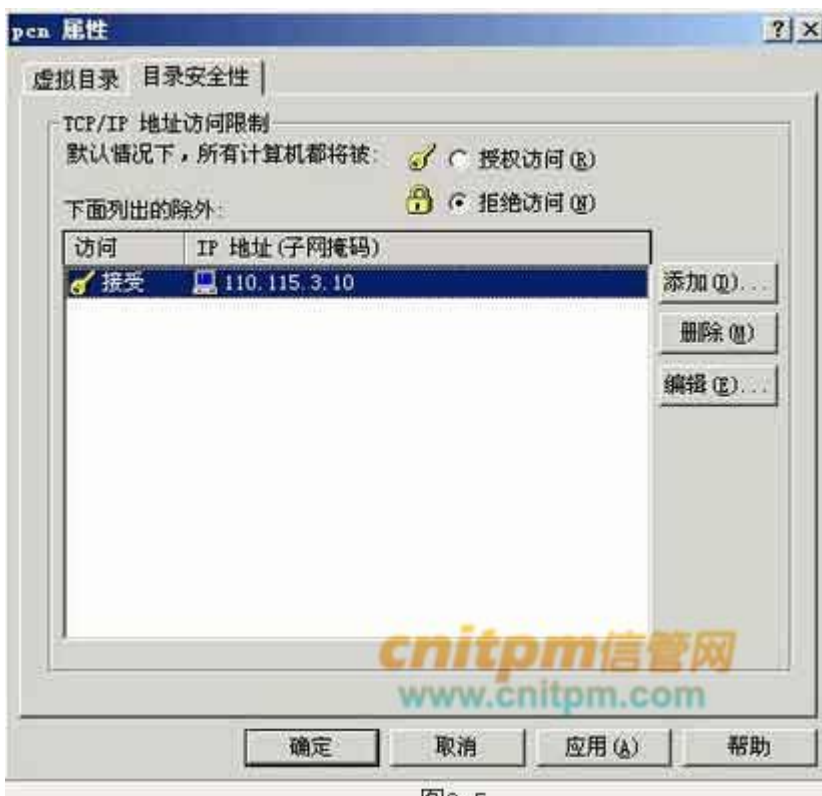 pcn 属性
虚拟目录 目录安全性
TCP/IP 地址访问限制
默认情况下，所有计算机都将被: 授权访问(R)
下面列出的除外: 拒绝访问(N)
访问 IP 地址(子网掩码)
接受 110.115.3.10
添加(D)...
删除(M)
编辑(E)...
cnitpm信管网
www.cnitpm.com
确定 取消 应用(A) 帮助